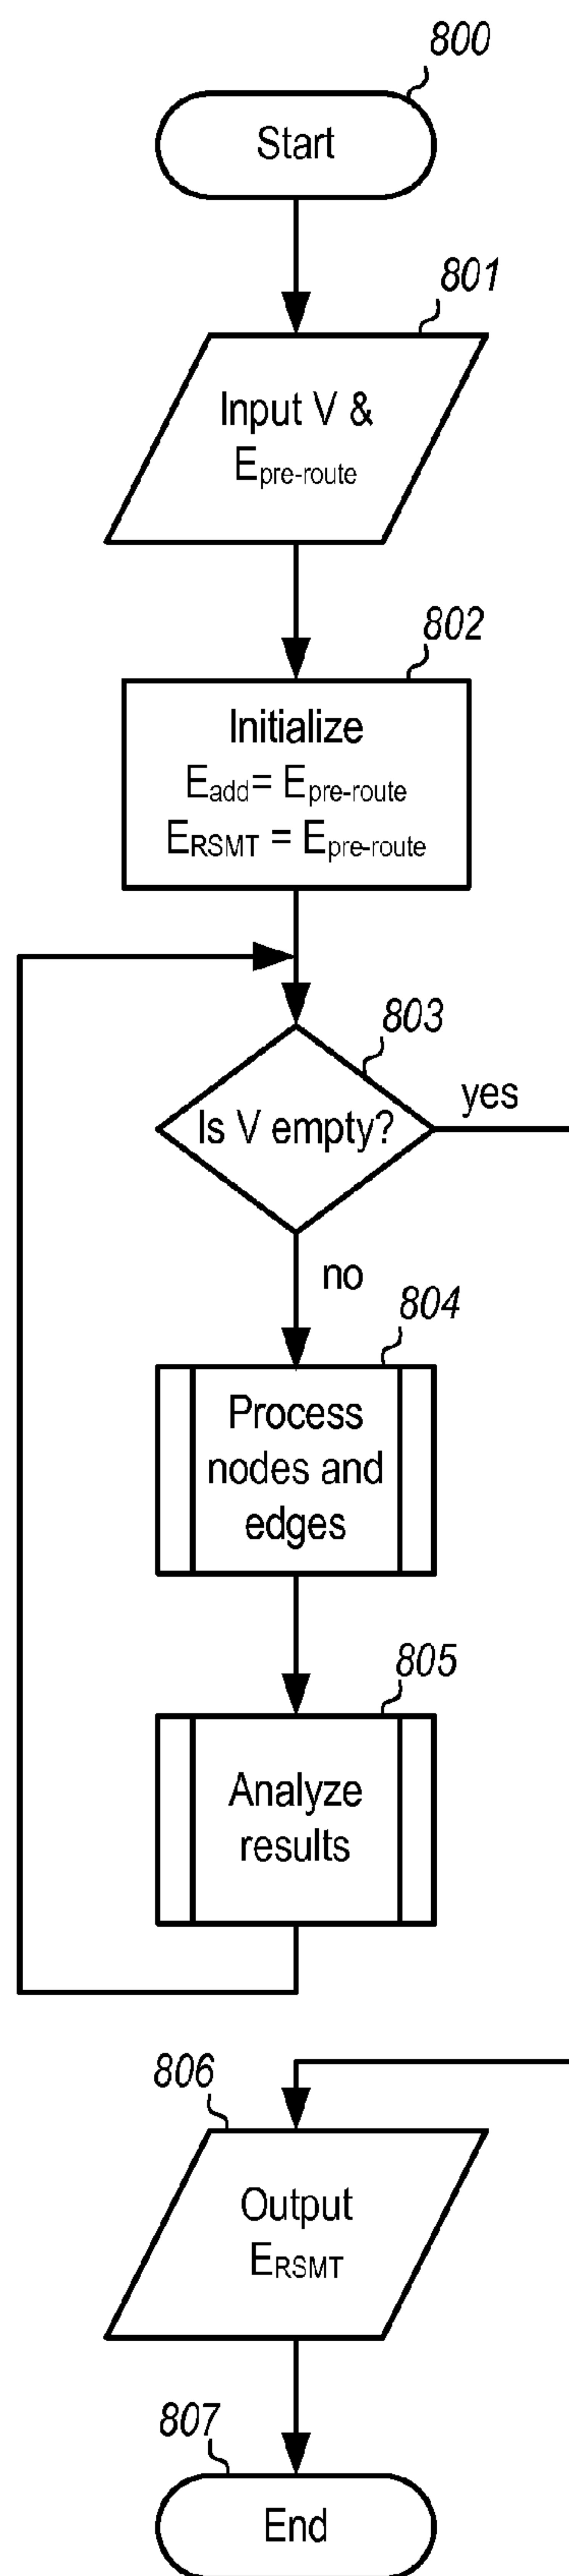 800
Start
801
Input V &
Epre-route
802
Initialize
Eadd= Epre-route
ERSMT = Epre-route
803
Is V empty?
yes
no
804
Process
nodes and
edges
805
Analyze
results
806
Output
ERSMT
807
End